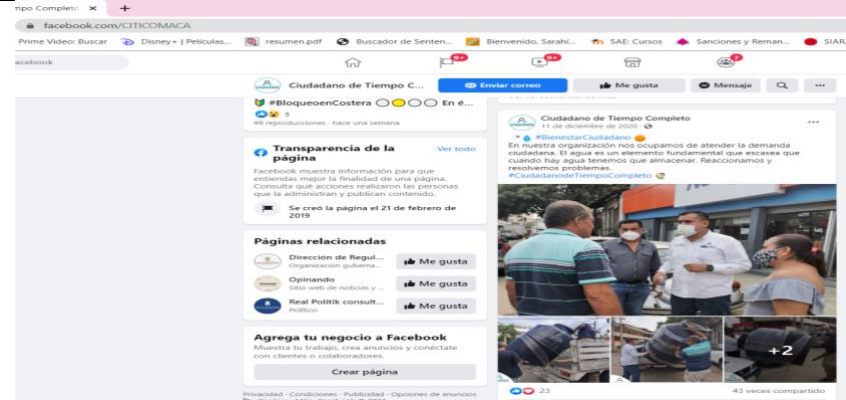 mpo Completo × +
facebook.com/CITICOMACA
Prime Video: Buscar Disney+ | Películas... resumen.pdf Buscador de Senten... Bienvenido, Sarahí... SAE: Cursos Sanciones y Reman... SIAR
acebook
9+ 9+ 7
Ciudadano de Tiempo C... Enviar correo Me gusta Mensaje ...
#BloqueoenCostera En é...
5
99 reproducciones · hace una semana
Transparencia de la página Ver todo
Facebook muestra información para que
entiendas mejor la finalidad de una página.
Consulta qué acciones realizaron las personas
que la administran y publican contenido.
Se creó la página el 21 de febrero de
2019
Páginas relacionadas
Dirección de Regul... Me gusta
Organización guberna...
Opinando Me gusta
Sitio web de noticias y ...
Real Politik consult... Me gusta
Político
Agrega tu negocio a Facebook
Muestra tu trabajo, crea anuncios y conéctate
con clientes o colaboradores.
Crear página
Privacidad · Condiciones · Publicidad · Opciones de anuncios
Ciudadano de Tiempo Completo ...
11 de diciembre de 2020 ·
#BienestarCiudadano
En nuestra organización nos ocupamos de atender la demanda
ciudadana. El agua es un elemento fundamental que escasea que
cuando hay agua tenemos que almacenar. Reaccionamos y
resolvemos problemas.
#CiudadanodeTiempoCompleto
+2
23 43 veces compartido